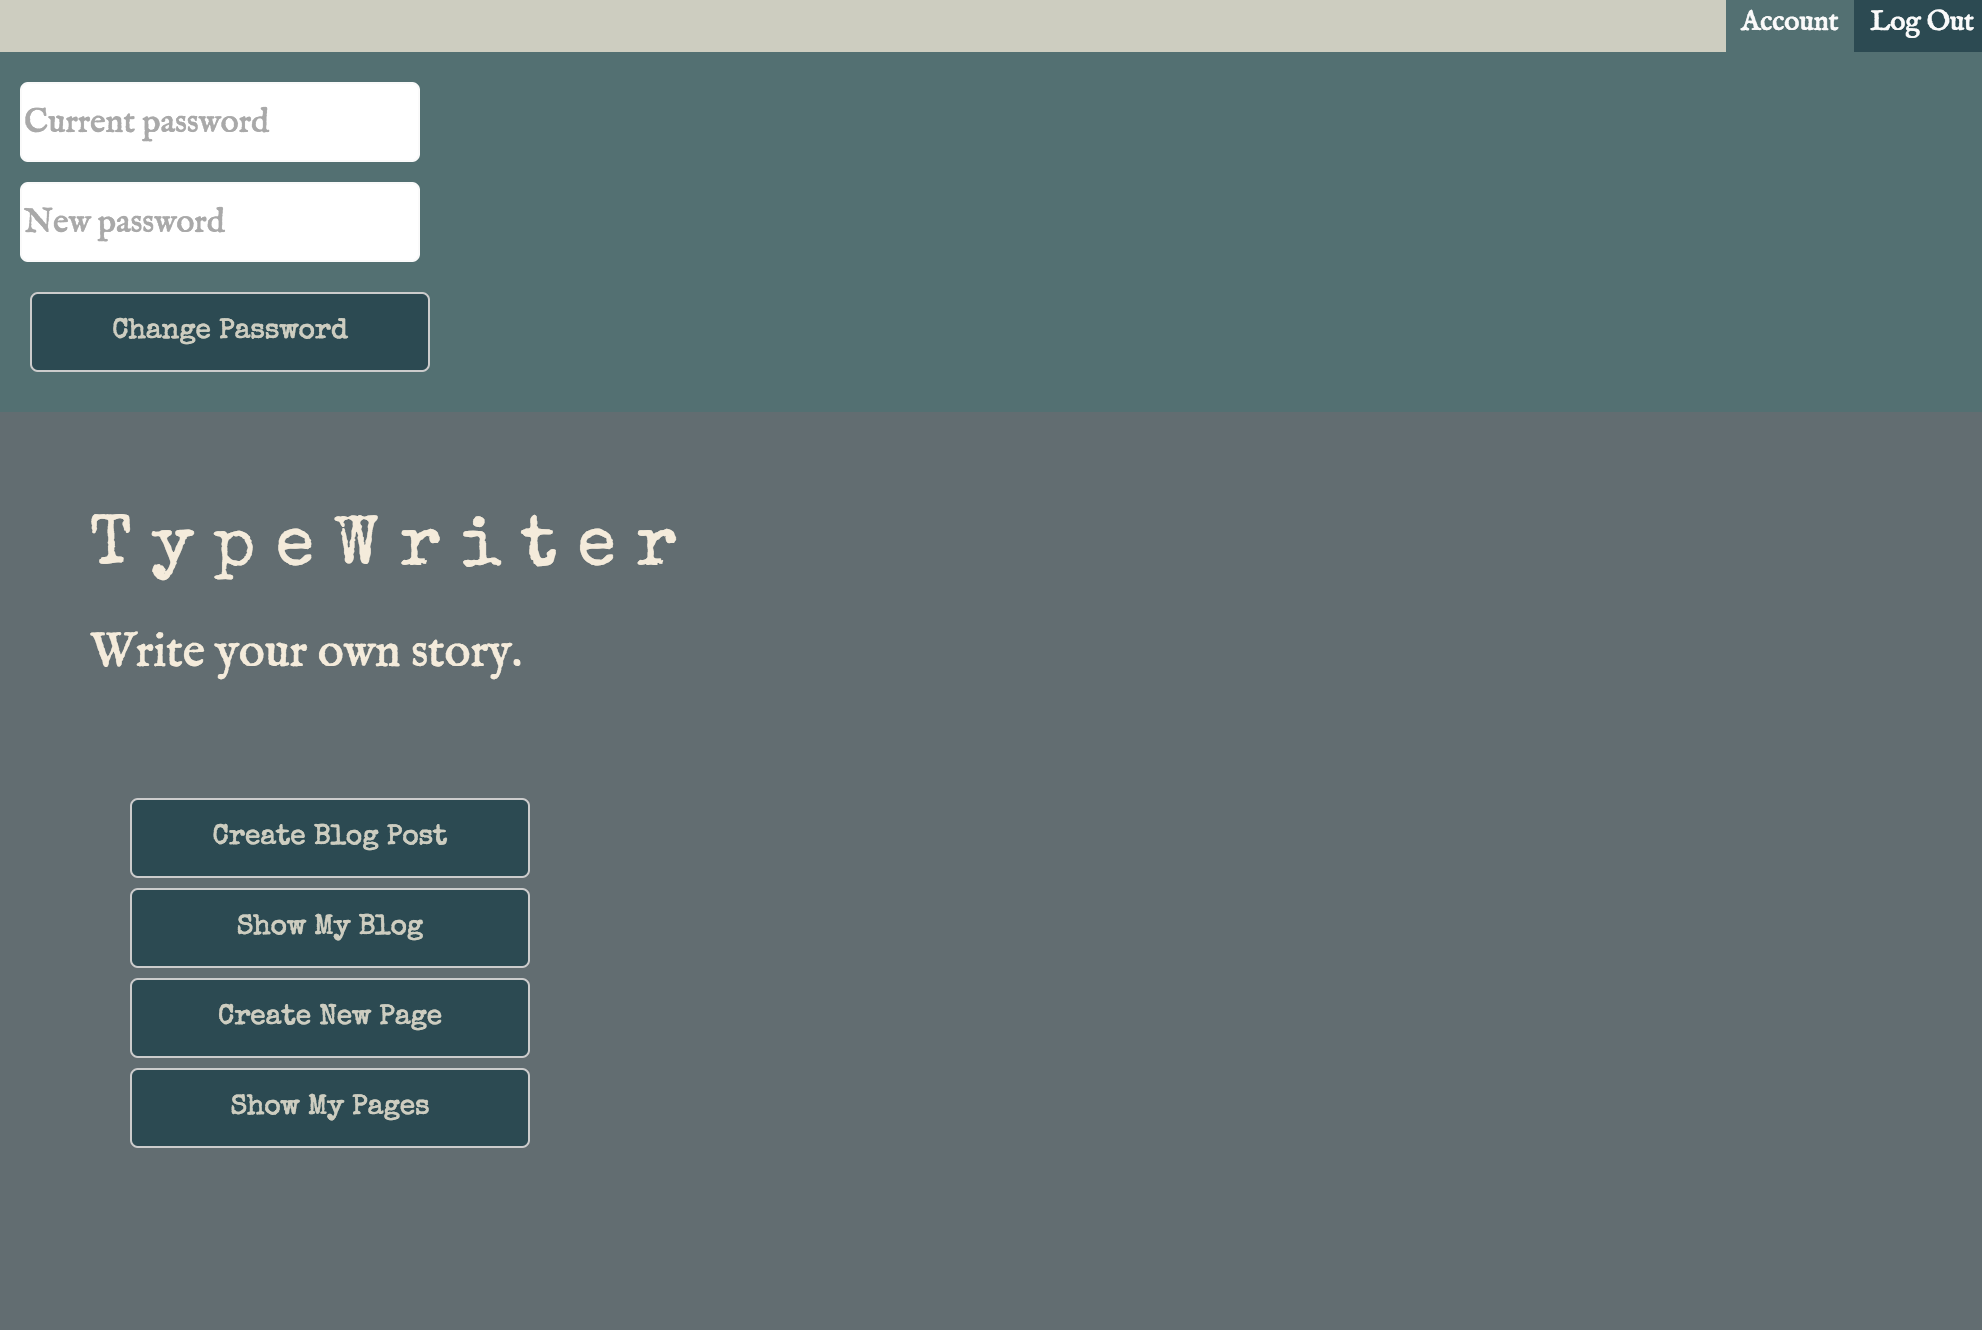 Account
Log Out
Current password
New password
Change Password
TypeWriter
Write your own story.
Create Blog Post
Show My Blog
Create New Page
Show My Pages